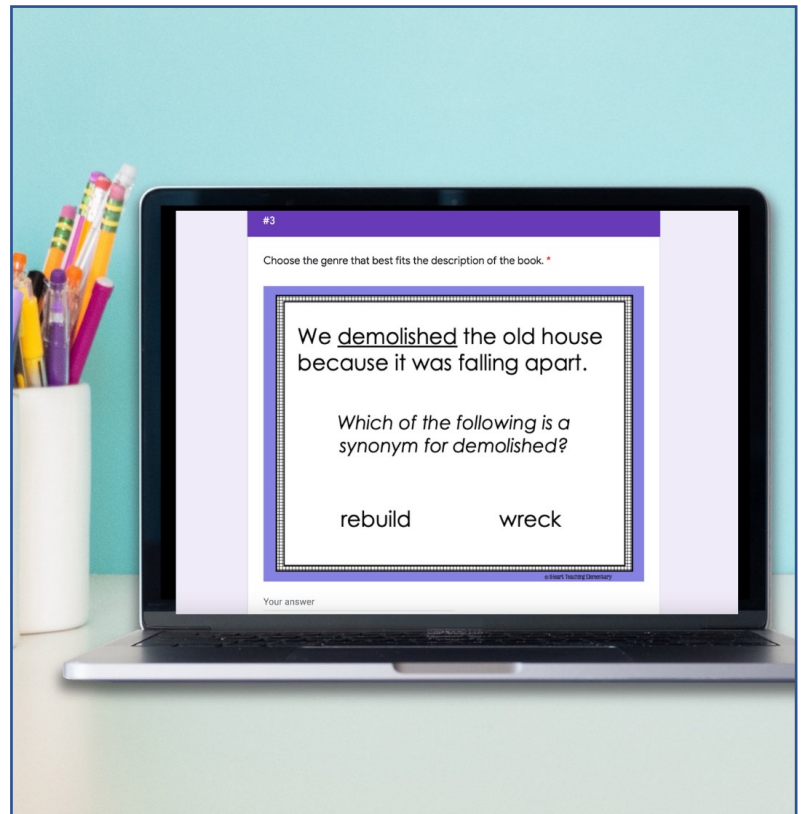 #3
Choose the genre that best fits the description of the book. *
We demolished the old house
because it was falling apart.
Which of the following is a
synonym for demolished?
rebuild wreck
© iHeart Teaching Elementary
Your answer